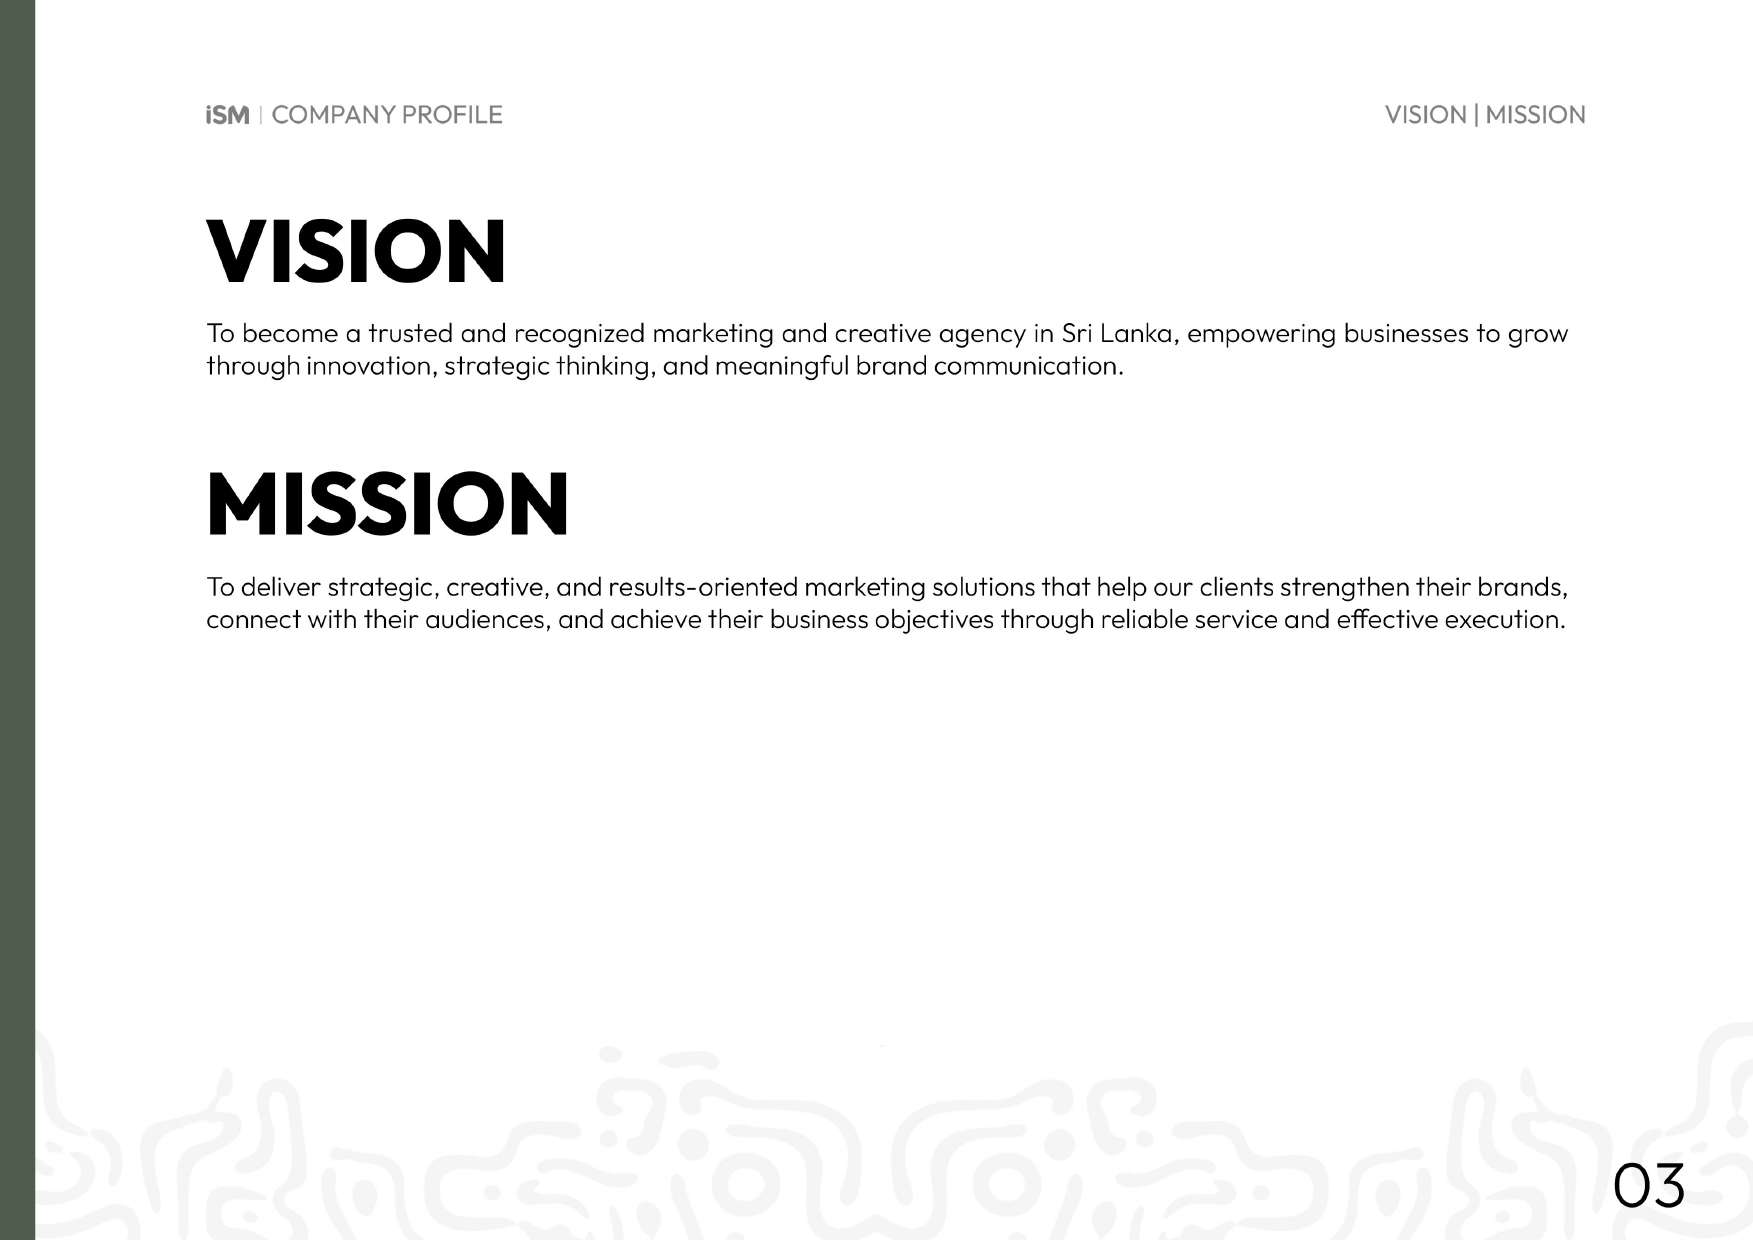 iSM | COMPANY PROFILE
VISION | MISSION
VISION
To become a trusted and recognized marketing and creative agency in Sri Lanka, empowering businesses to grow
through innovation, strategic thinking, and meaningful brand communication.
MISSION
To deliver strategic, creative, and results-oriented marketing solutions that help our clients strengthen their brands,
connect with their audiences, and achieve their business objectives through reliable service and effective execution.
03